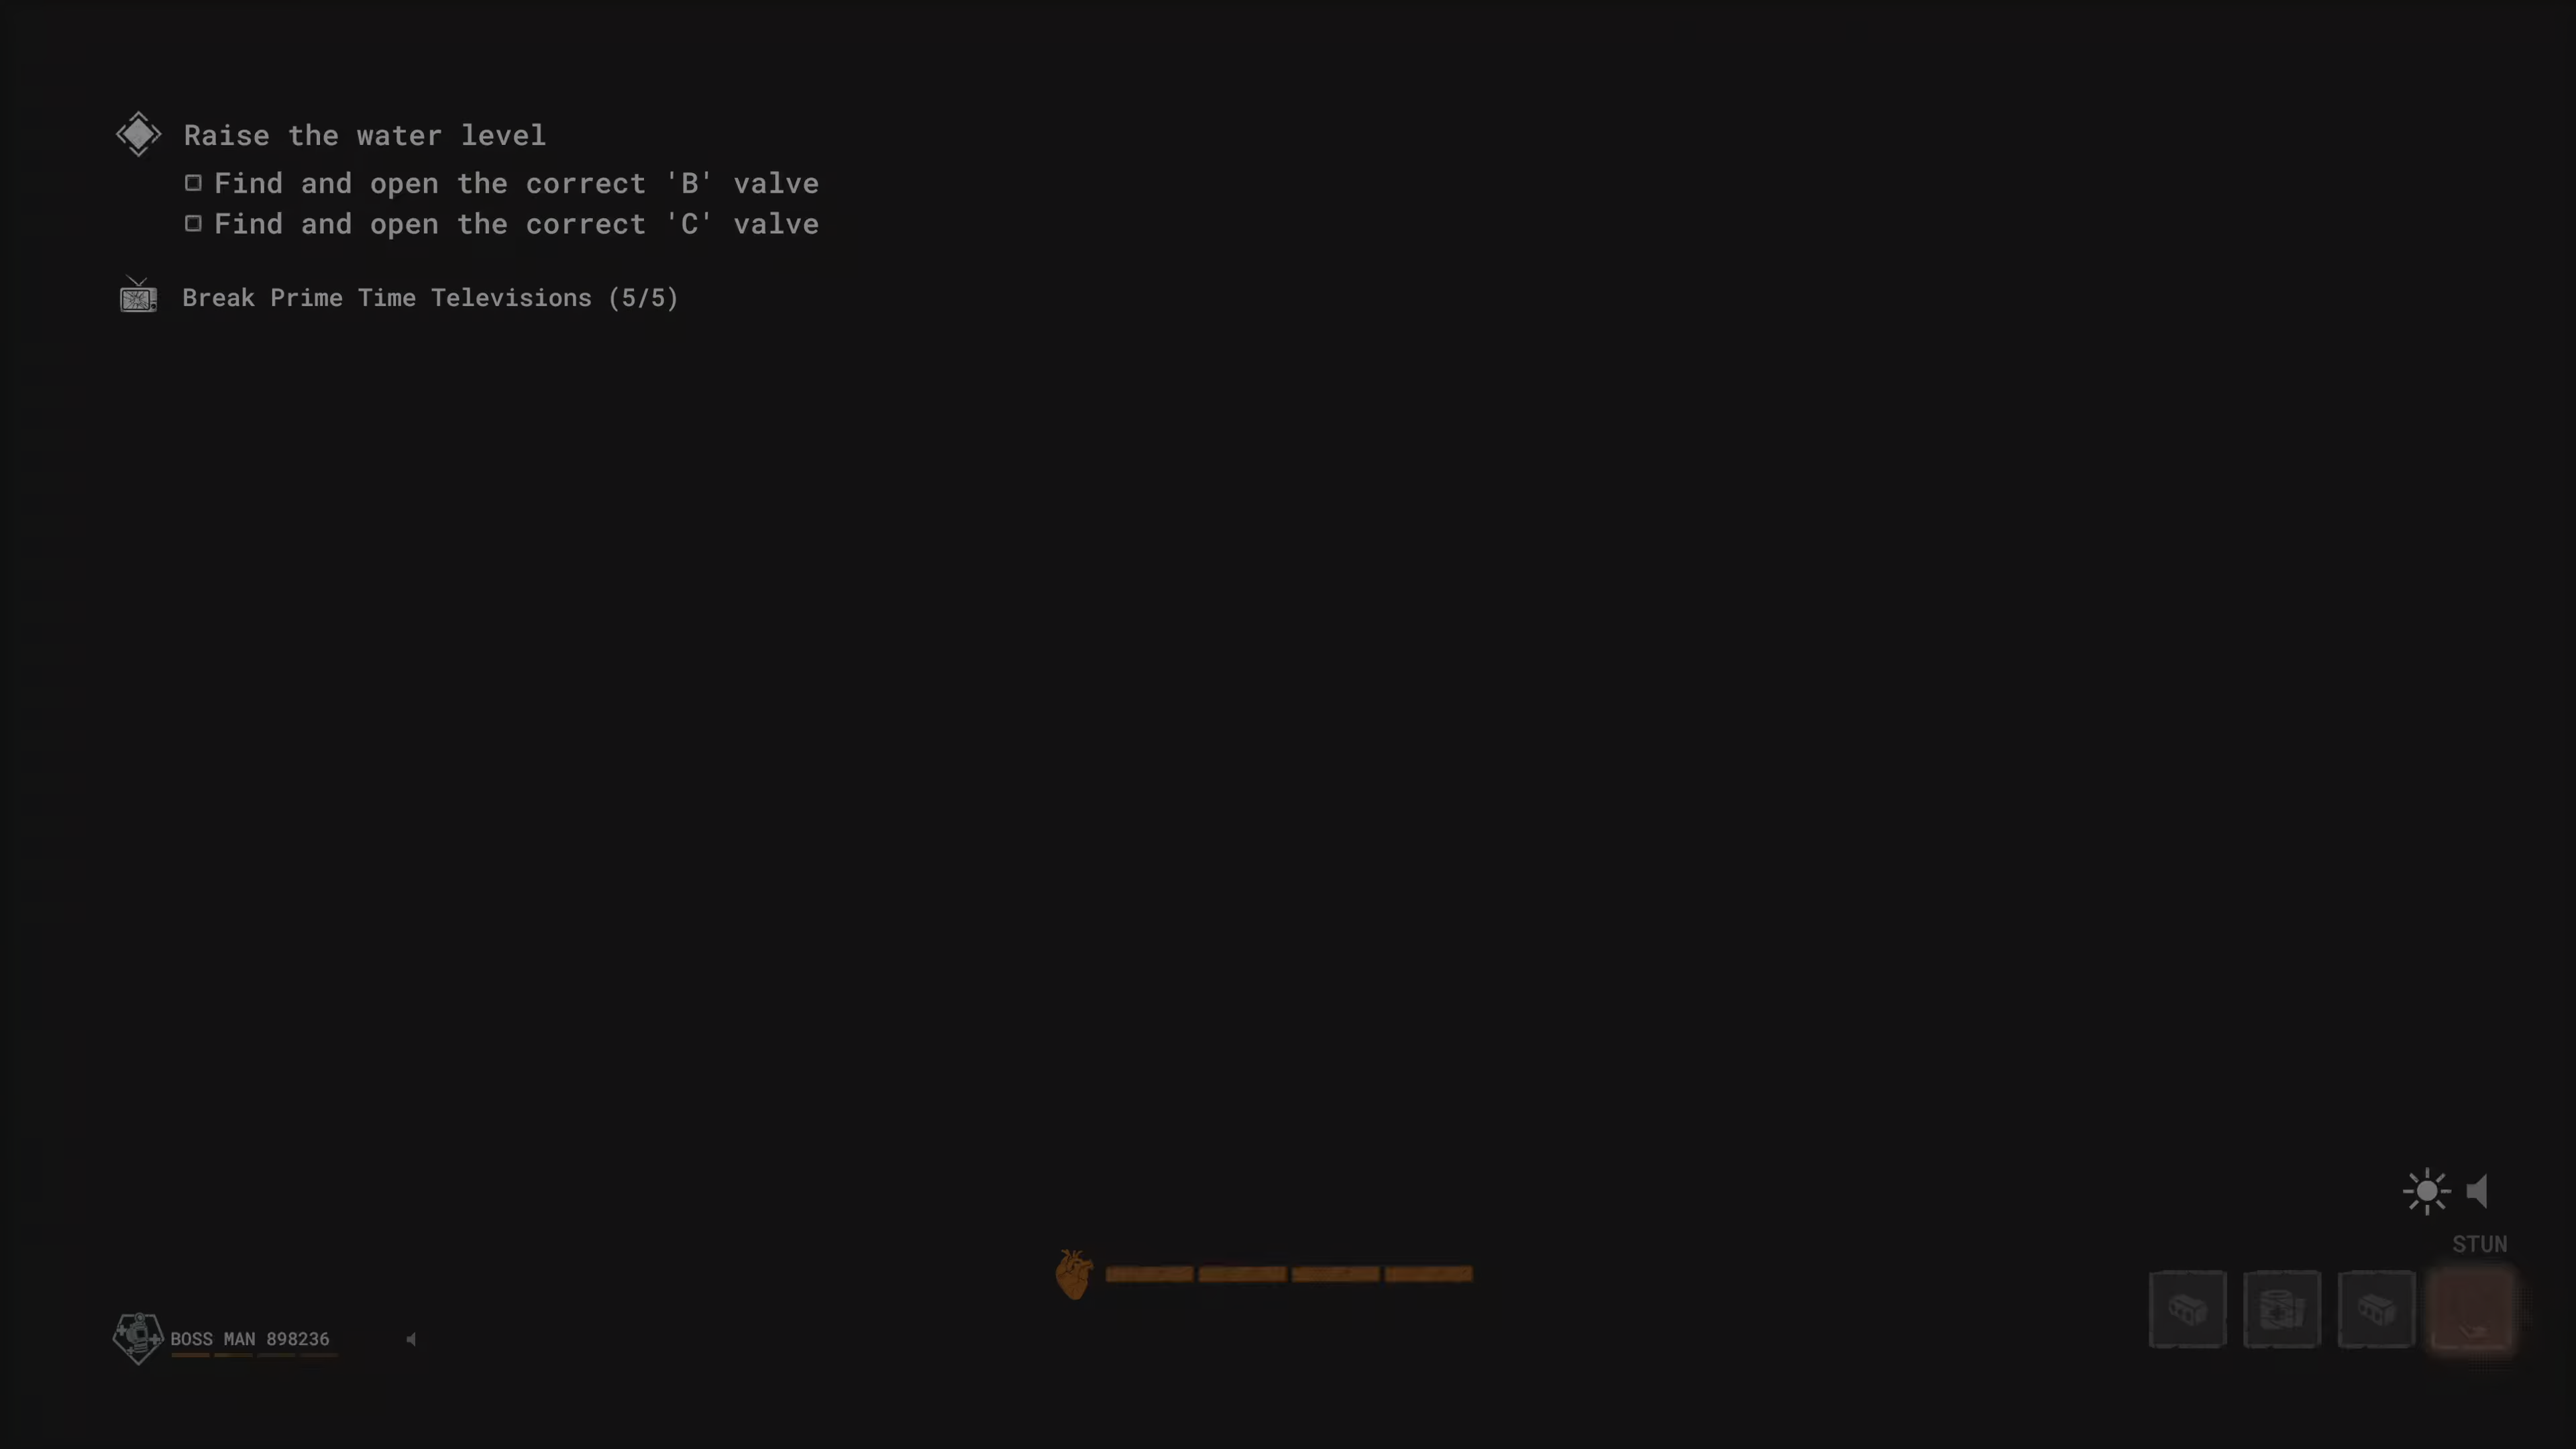 Raise the water level
Find and open the correct 'B' valve
Find and open the correct 'C' valve
Break Prime Time Televisions (5/5)
STUN
BOSS MAN 898236